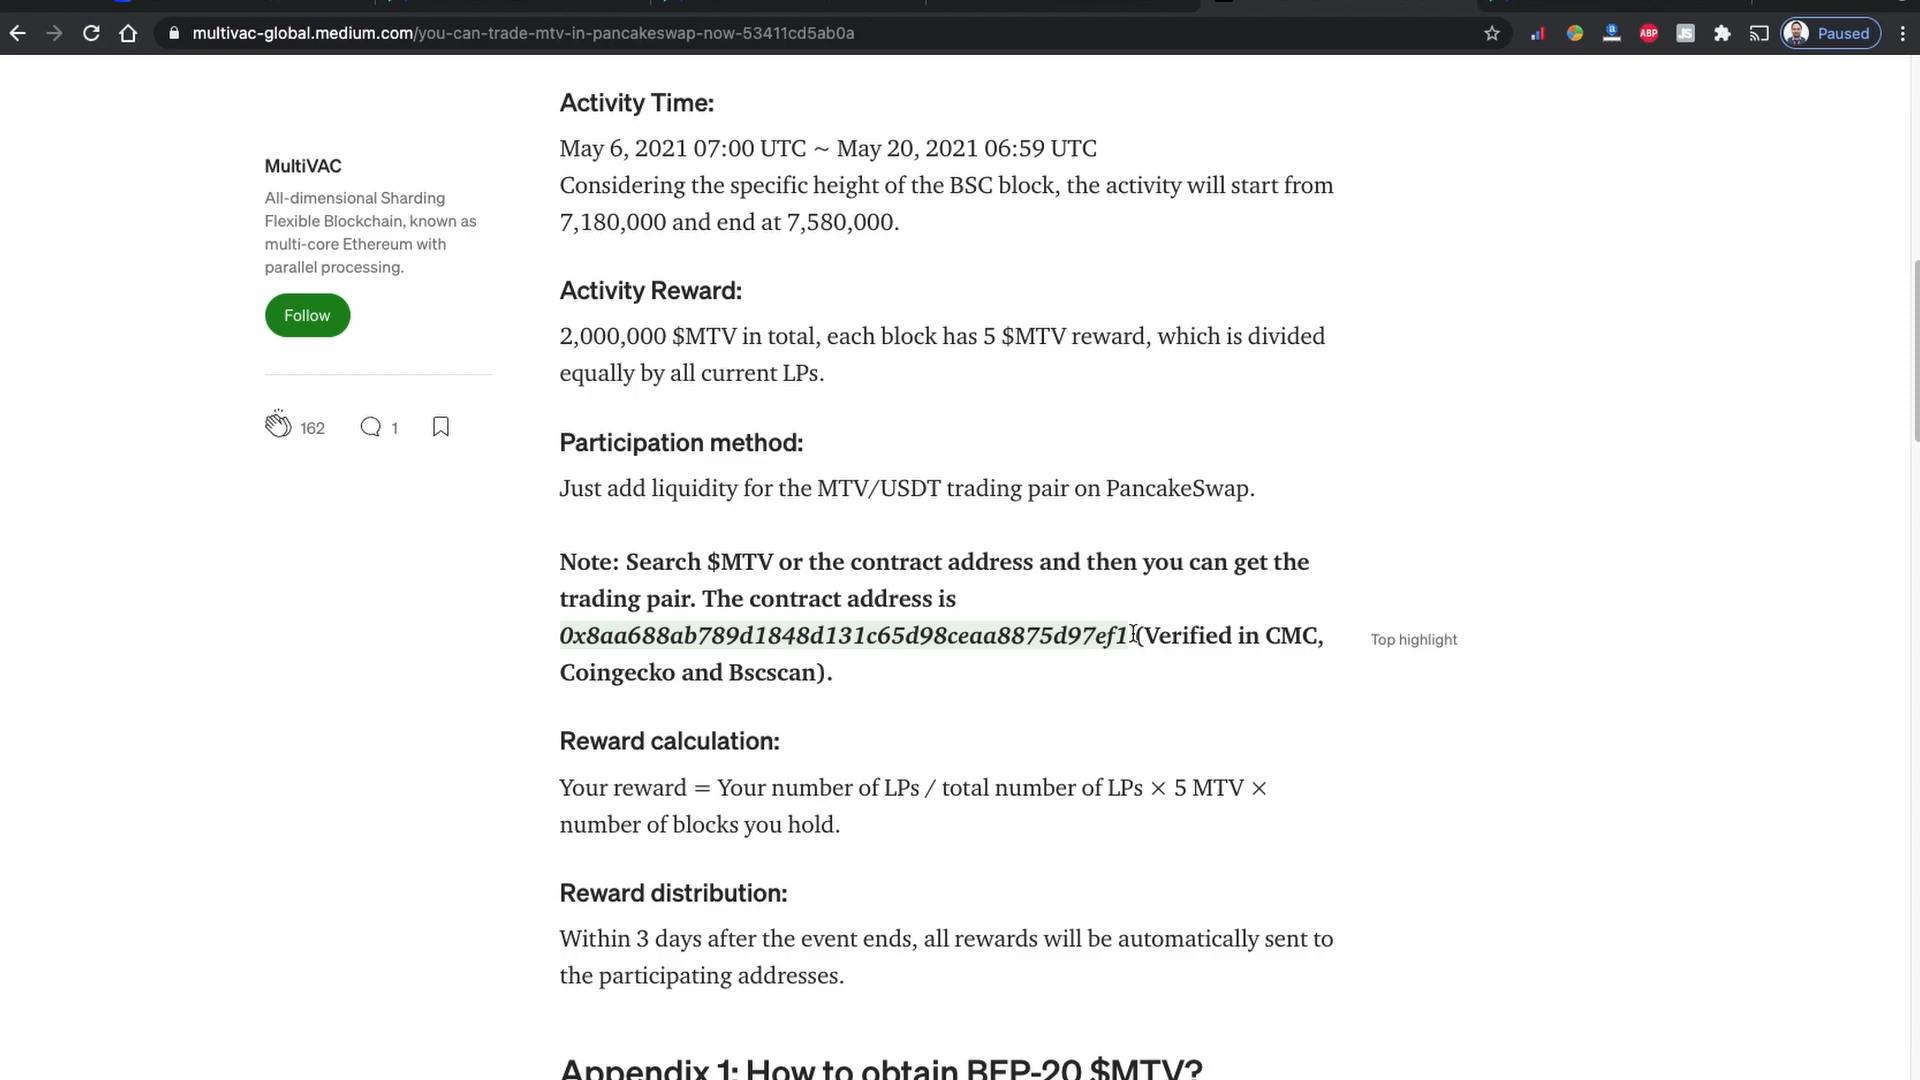 multivac-global.medium.com/you-can-trade-mtv-in-pancakeswap-now-53411cd5ab0a
ABP
JS
Paused
MultiVAC
All-dimensional Sharding
Flexible Blockchain, known as
multi-core Ethereum with
parallel processing.
Follow
162
1
Activity Time:
May 6, 2021 07:00 UTC ~ May 20, 2021 06:59 UTC
Considering the specific height of the BSC block, the activity will start from
7,180,000 and end at 7,580,000.
Activity Reward:
2,000,000 $MTV in total, each block has 5 $MTV reward, which is divided
equally by all current LPs.
Participation method:
Just add liquidity for the MTV/USDT trading pair on PancakeSwap.
Note: Search $MTV or the contract address and then you can get the
trading pair. The contract address is
0x8aa688ab789d1848d131c65d98ceaa8875d97ef1 (Verified in CMC,
Coingecko and Bscscan).
Top highlight
Reward calculation:
Your reward = Your number of LPs / total number of LPs × 5 MTV ×
number of blocks you hold.
Reward distribution:
Within 3 days after the event ends, all rewards will be automatically sent to
the participating addresses.
Appendix 1: How to obtain BEP-20 $MTV?